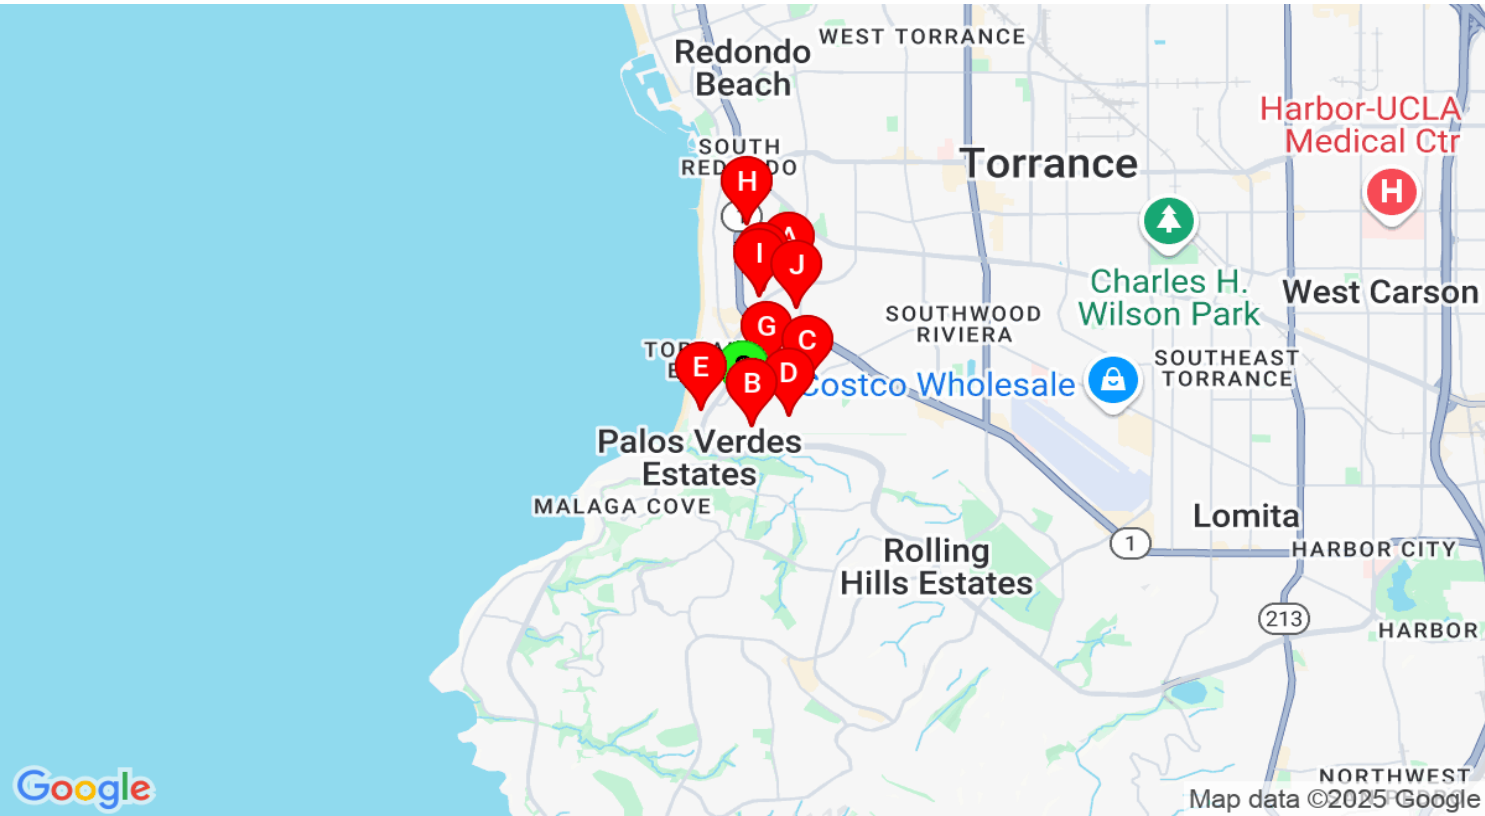 WEST TORRANCE
Redondo
Beach
Harbor-UCLA
Medical Ctr
SOUTH
Torrance
H
H
A
I
J
Charles H.
Wilson Park
West Carson
SOUTHWOOD
RIVIERA
G
C
SOUTHEAST
TORRANCE
E
D
B
Costco Wholesale
Palos Verdes
Estates
MALAGA COVE
Lomita
1
Rolling
Hills Estates
HARBOR CITY
213
HARBOR
NORTHWEST
Google
Map data ©2025 Google